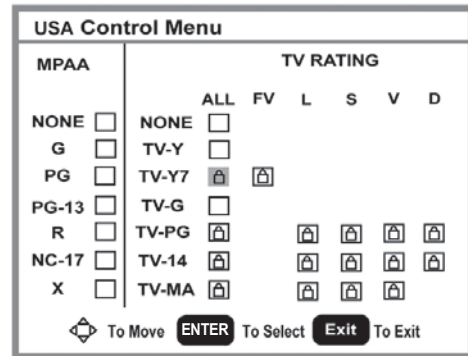 USA Control Menu
MPAA TV RATING
ALL FV L S V D
NONE NONE
G TV-Y
PG TV-Y7
PG-13 TV-G
R TV-PG
NC-17 TV-14
X TV-MA
To Move ENTER To Select Exit To Exit